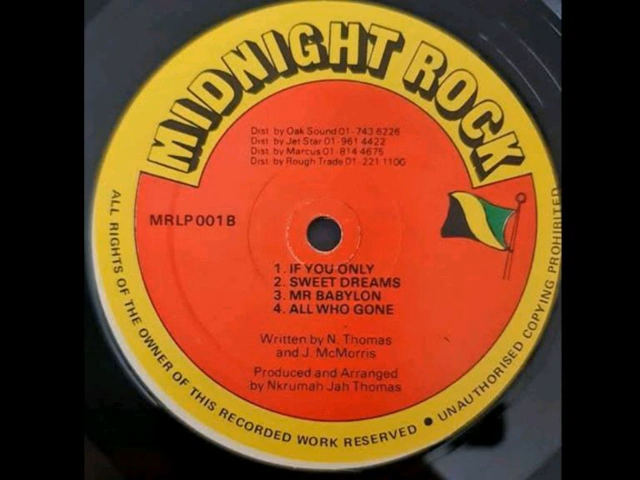 MIDNIGHT ROCK
Dist. by Oak Sound 01-743 6226
Dist. by Jet Star 01-961 4422
Dist. by Marcus 01-814 4675
Dist. by Rough Trade 01-221 1100
MRLP 001 B
1. IF YOU ONLY
2. SWEET DREAMS
3. MR BABYLON
4. ALL WHO GONE
Written by N. Thomas
and J. McMorris
Produced and Arranged
by Nkrumah Jah Thomas
ALL RIGHTS OF THE OWNER OF THIS RECORDED WORK RESERVED • UNAUTHORISED COPYING PROHIBITED